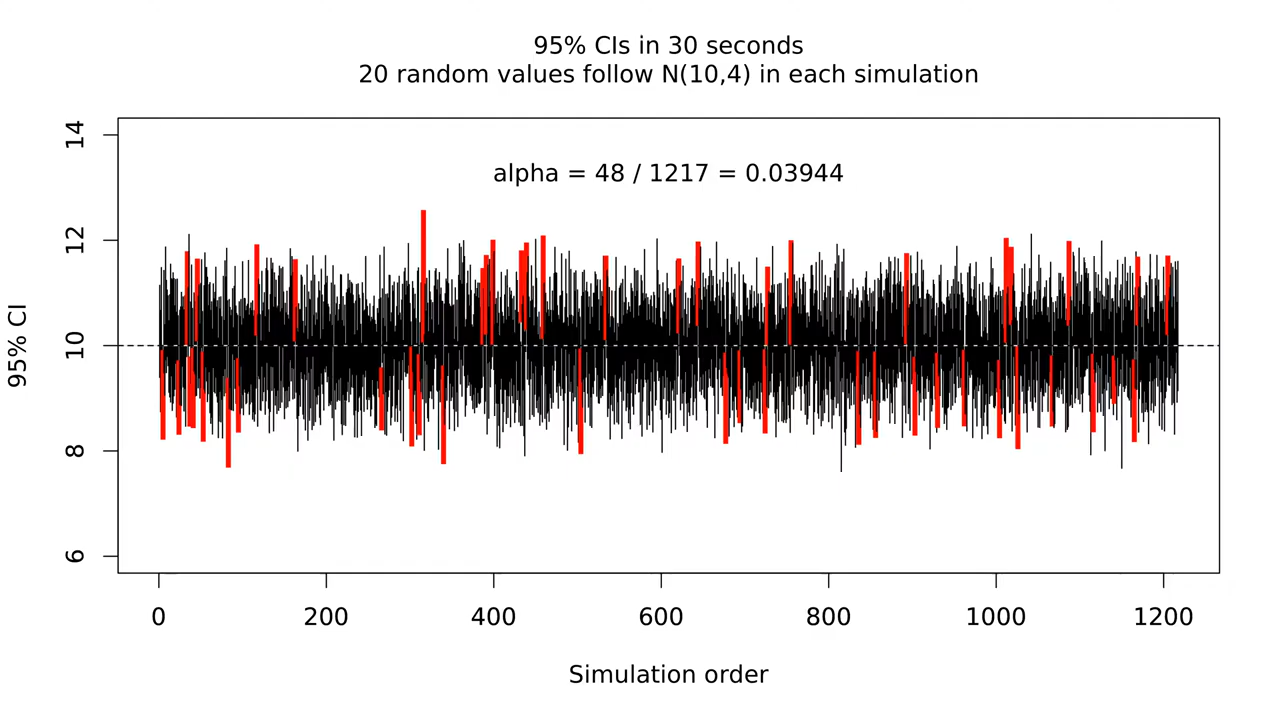 95% CIs in 30 seconds
20 random values follow N(10,4) in each simulation
alpha = 48 / 1217 = 0.03944
14
12
10
8
6
95% CI
0 200 400 600 800 1000 1200
Simulation order